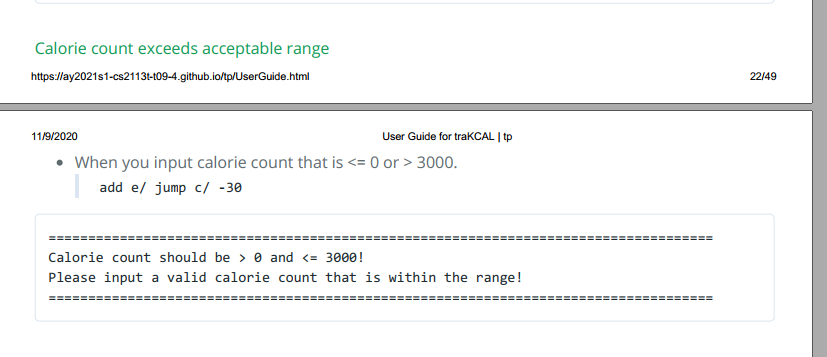 Calorie count exceeds acceptable range
https://ay2021s1-cs2113t-t09-4.github.io/tp/UserGuide.html 22/49
11/9/2020 User Guide for traKCAL | tp
• When you input calorie count that is <= 0 or > 3000.
add e/ jump c/ -30
===================================================================================
Calorie count should be > 0 and <= 3000!
Please input a valid calorie count that is within the range!
===================================================================================